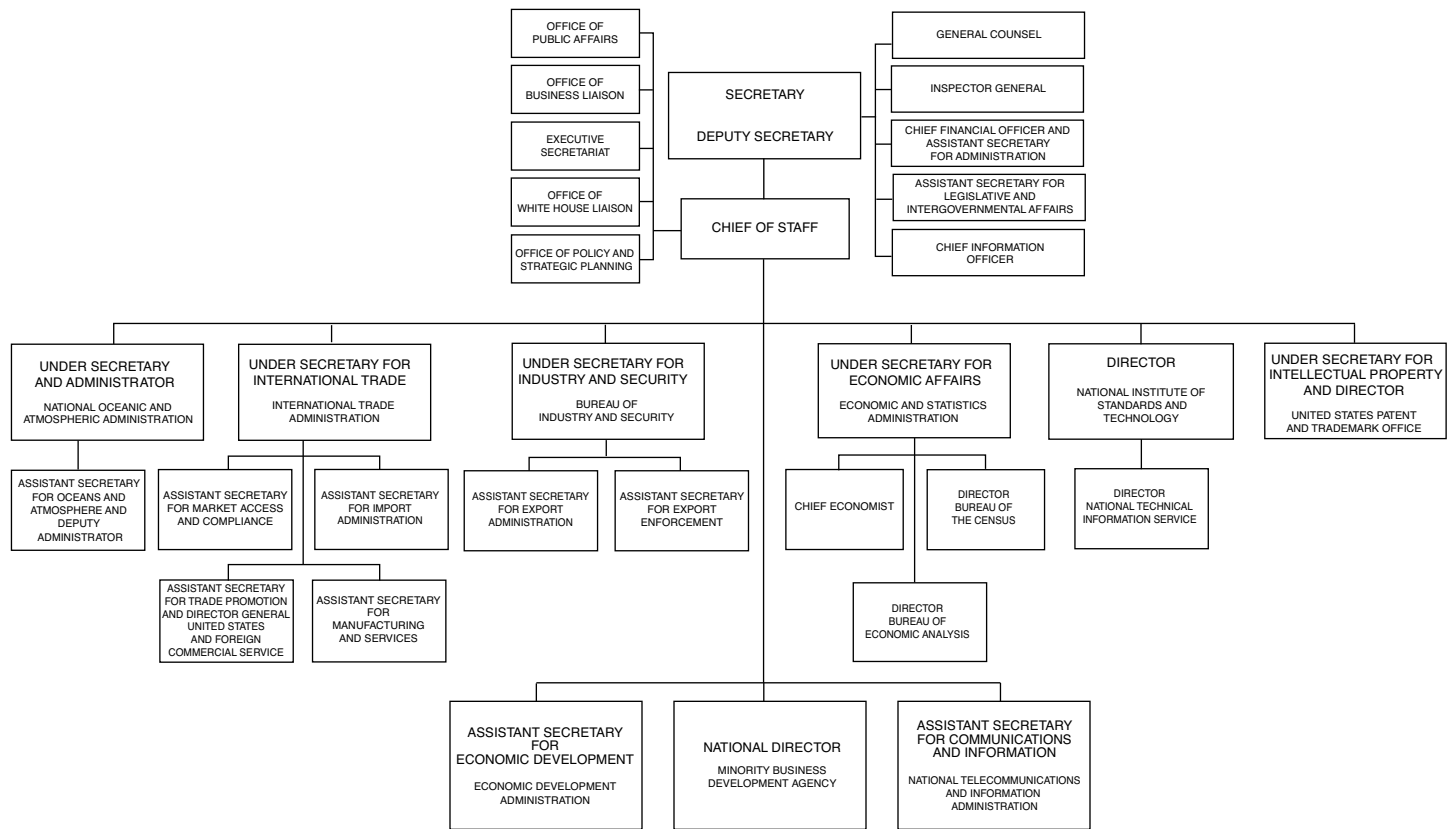 OFFICE OF
PUBLIC AFFAIRS
OFFICE OF
BUSINESS LIAISON
EXECUTIVE
SECRETARIAT
OFFICE OF
WHITE HOUSE LIAISON
OFFICE OF POLICY AND
STRATEGIC PLANNING
SECRETARY
DEPUTY SECRETARY
CHIEF OF STAFF
GENERAL COUNSEL
INSPECTOR GENERAL
CHIEF FINANCIAL OFFICER AND
ASSISTANT SECRETARY
FOR ADMINISTRATION
ASSISTANT SECRETARY FOR
LEGISLATIVE AND
INTERGOVERNMENTAL AFFAIRS
CHIEF INFORMATION
OFFICER
UNDER SECRETARY
AND ADMINISTRATOR
NATIONAL OCEANIC AND
ATMOSPHERIC ADMINISTRATION
UNDER SECRETARY FOR
INTERNATIONAL TRADE
INTERNATIONAL TRADE
ADMINISTRATION
UNDER SECRETARY FOR
INDUSTRY AND SECURITY
BUREAU OF
INDUSTRY AND SECURITY
UNDER SECRETARY FOR
ECONOMIC AFFAIRS
ECONOMIC AND STATISTICS
ADMINISTRATION
DIRECTOR
NATIONAL INSTITUTE OF
STANDARDS AND
TECHNOLOGY
UNDER SECRETARY FOR
INTELLECTUAL PROPERTY
AND DIRECTOR
UNITED STATES PATENT
AND TRADEMARK OFFICE
ASSISTANT SECRETARY
FOR OCEANS AND
ATMOSPHERE AND
DEPUTY
ADMINISTRATOR
ASSISTANT SECRETARY
FOR MARKET ACCESS
AND COMPLIANCE
ASSISTANT SECRETARY
FOR IMPORT
ADMINISTRATION
ASSISTANT SECRETARY
FOR EXPORT
ADMINISTRATION
ASSISTANT SECRETARY
FOR EXPORT
ENFORCEMENT
CHIEF ECONOMIST
DIRECTOR
BUREAU OF
THE CENSUS
DIRECTOR
NATIONAL TECHNICAL
INFORMATION SERVICE
ASSISTANT SECRETARY
FOR TRADE PROMOTION
AND DIRECTOR GENERAL
UNITED STATES
AND FOREIGN
COMMERCIAL SERVICE
ASSISTANT SECRETARY
FOR
MANUFACTURING
AND SERVICES
DIRECTOR
BUREAU OF
ECONOMIC ANALYSIS
ASSISTANT SECRETARY
FOR
ECONOMIC DEVELOPMENT
ECONOMIC DEVELOPMENT
ADMINISTRATION
NATIONAL DIRECTOR
MINORITY BUSINESS
DEVELOPMENT AGENCY
ASSISTANT SECRETARY
FOR COMMUNICATIONS
AND INFORMATION
NATIONAL TELECOMMUNICATIONS
AND INFORMATION
ADMINISTRATION